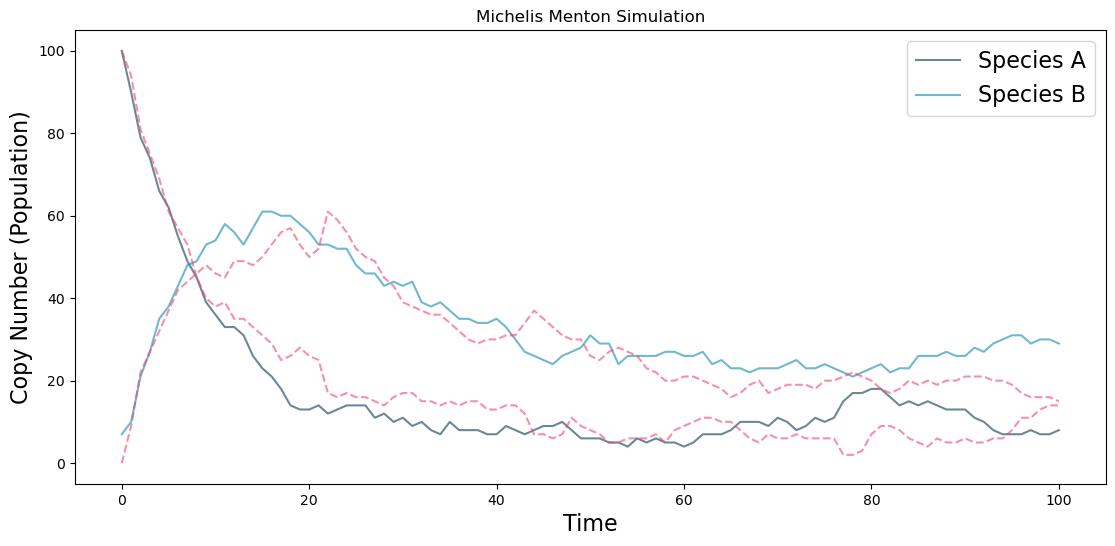 Michelis Menton Simulation
Species A
Species B
Copy Number (Population)
100
80
60
40
20
0
0 20 40 60 80 100
Time